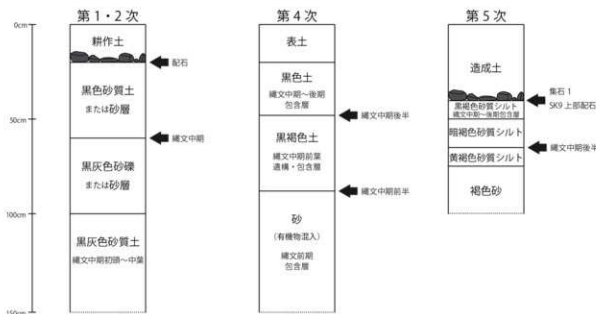 第1・2次
第4次
第5次
0cm
50cm
100cm
150cm
耕作土
配石
黒色砂質土
または砂層
縄文中期
黒灰色砂礫
または砂層
黒灰色砂質土
縄文中期初頭～中葉
表土
黒色土
縄文中期～後期
包含層
縄文中期後半
黒褐色土
縄文中期前葉
遺構・包含層
縄文中期前半
砂
(有機物混入)
縄文前期
包含層
造成土
集石1
SK9上部配石
黒褐色砂質シルト
縄文中期～後期包含層
暗褐色砂質シルト
縄文中期後半
黄褐色砂質シルト
褐色砂